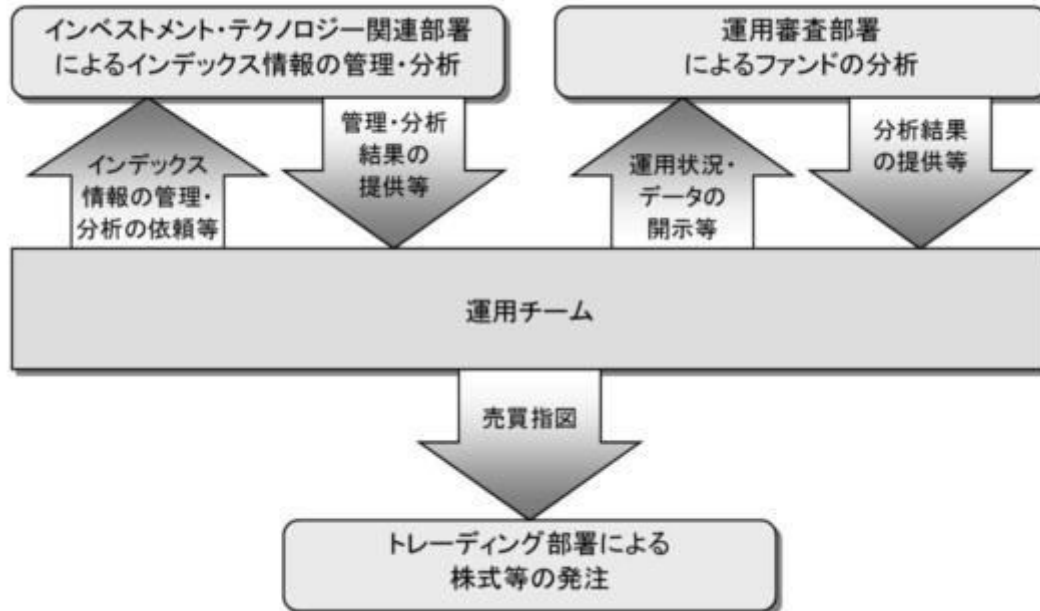 インベストメント・テクノロジー関連部署
によるインデックス情報の管理・分析
運用審査部署
によるファンドの分析
インデックス
情報の管理・
分析の依頼等
管理・分析
結果の
提供等
運用状況・
データの
開示等
分析結果
の提供等
運用チーム
売買指図
トレーディング部署による
株式等の発注